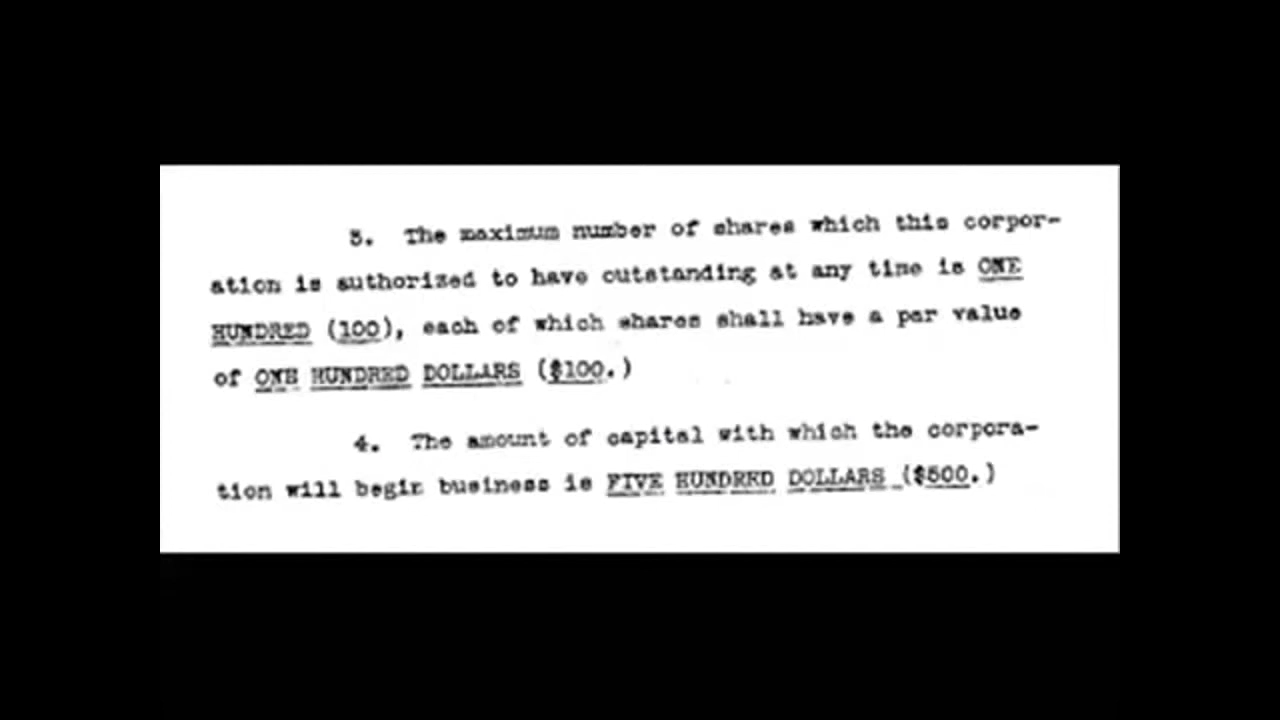 3. The maximum number of shares which this corpor-
ation is authorized to have outstanding at any time is ONE
HUNDRED (100), each of which shares shall have a par value
of ONE HUNDRED DOLLARS ($100.)
4. The amount of capital with which the corpora-
tion will begin business is FIVE HUNDRED DOLLARS ($500.)